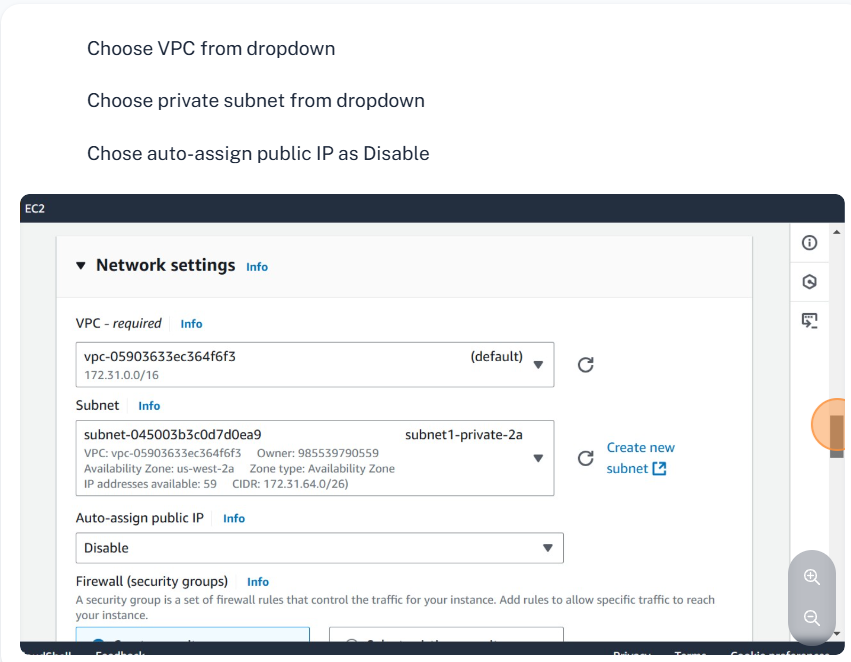 Choose VPC from dropdown
Choose private subnet from dropdown
Chose auto-assign public IP as Disable
EC2
Network settings Info
VPC - required Info
vpc-05903633ec364f6f3 (default)
172.31.0.0/16
Subnet Info
subnet-045003b3c0d7d0ea9 subnet1-private-2a
VPC: vpc-05903633ec364f6f3 Owner: 985539790559
Availability Zone: us-west-2a Zone type: Availability Zone
IP addresses available: 59 CIDR: 172.31.64.0/26)
Create new
subnet
Auto-assign public IP Info
Disable
Firewall (security groups) Info
A security group is a set of firewall rules that control the traffic for your instance. Add rules to allow specific traffic to reach
your instance.
Feedback Privacy Terms Cookie preferences